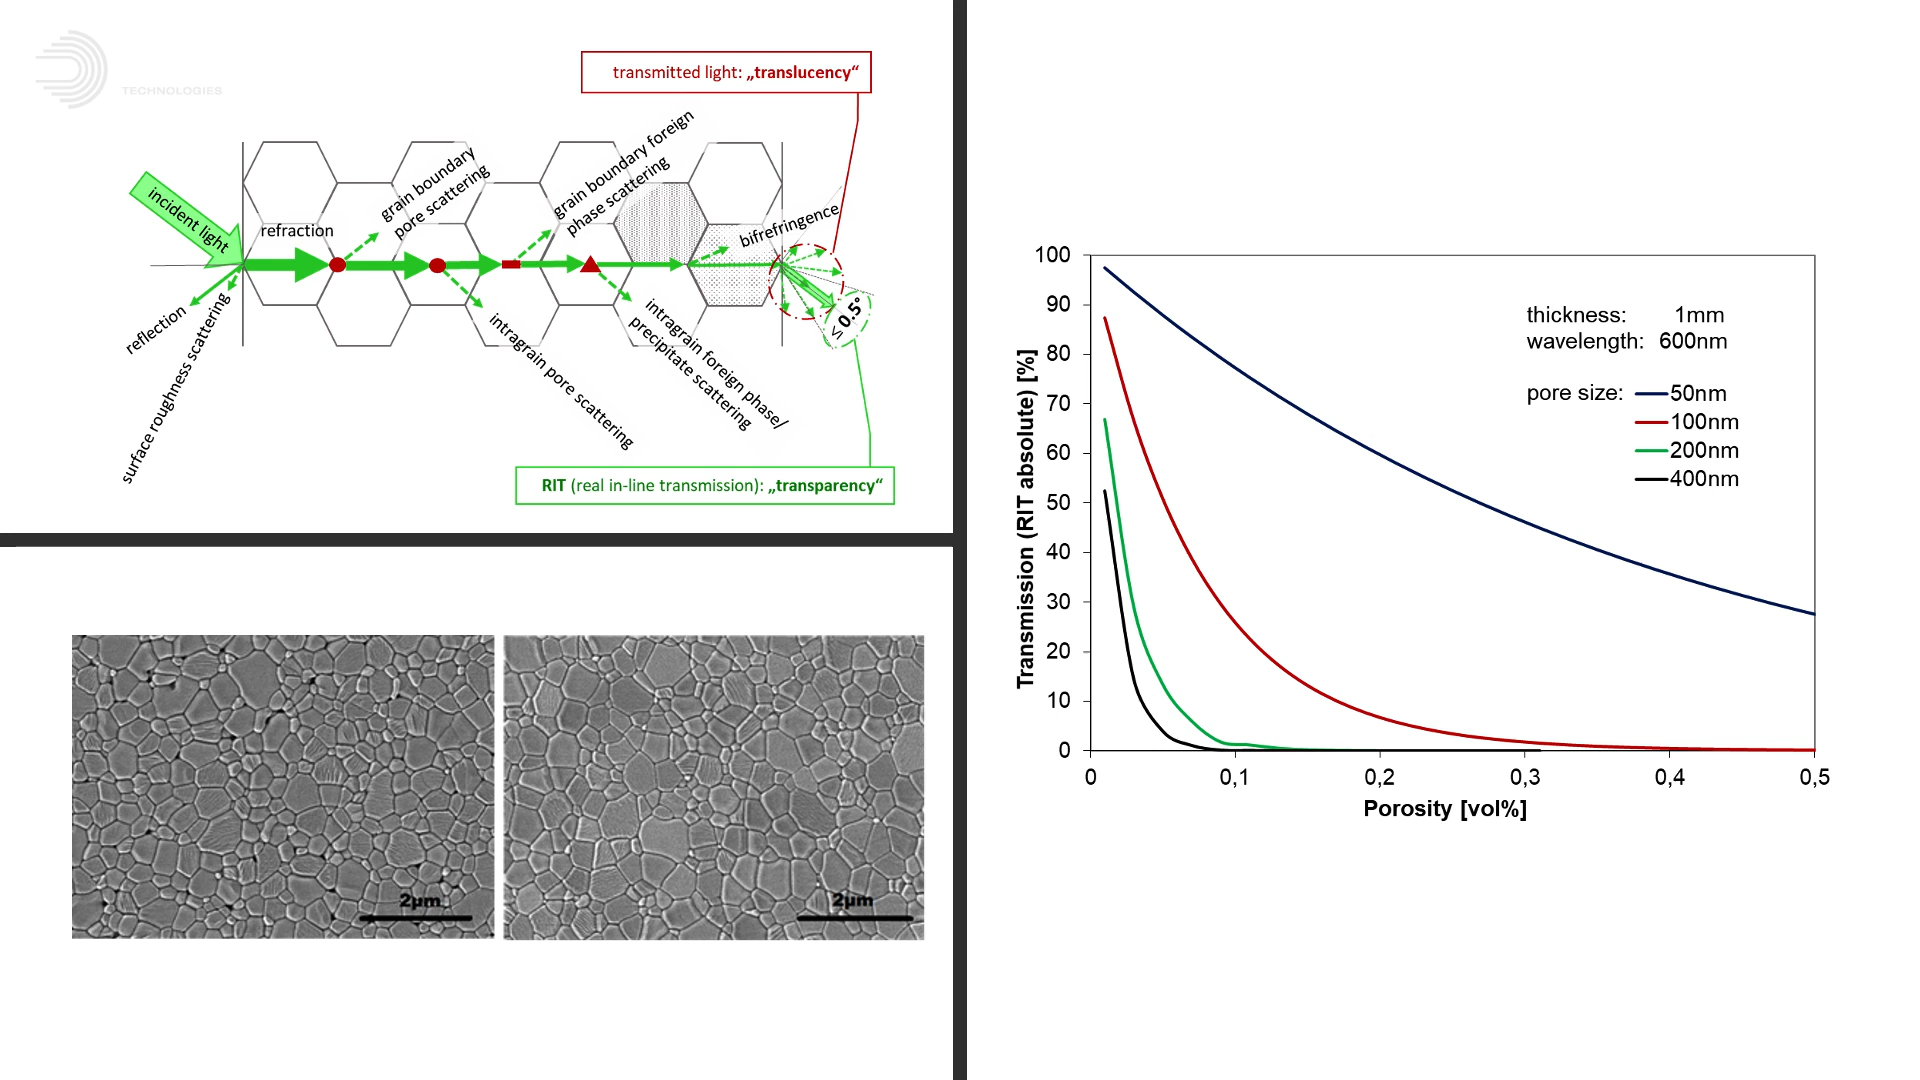 TECHNOLOGIES
transmitted light: „translucency“
incident light
refraction
grain boundary
pore scattering
grain boundary foreign
phase scattering
bifrefringence
reflection
surface roughness scattering
intragrain pore scattering
intragrain foreign phase/
precipitate scattering
≤ 0.5°
RIT (real in-line transmission): „transparency“
2µm
2µm
Transmission (RIT absolute) [%]
100
90
80
70
60
50
40
30
20
10
0
thickness: 1mm
wavelength: 600nm
pore size: 50nm
100nm
200nm
400nm
0 0,1 0,2 0,3 0,4 0,5
Porosity [vol%]